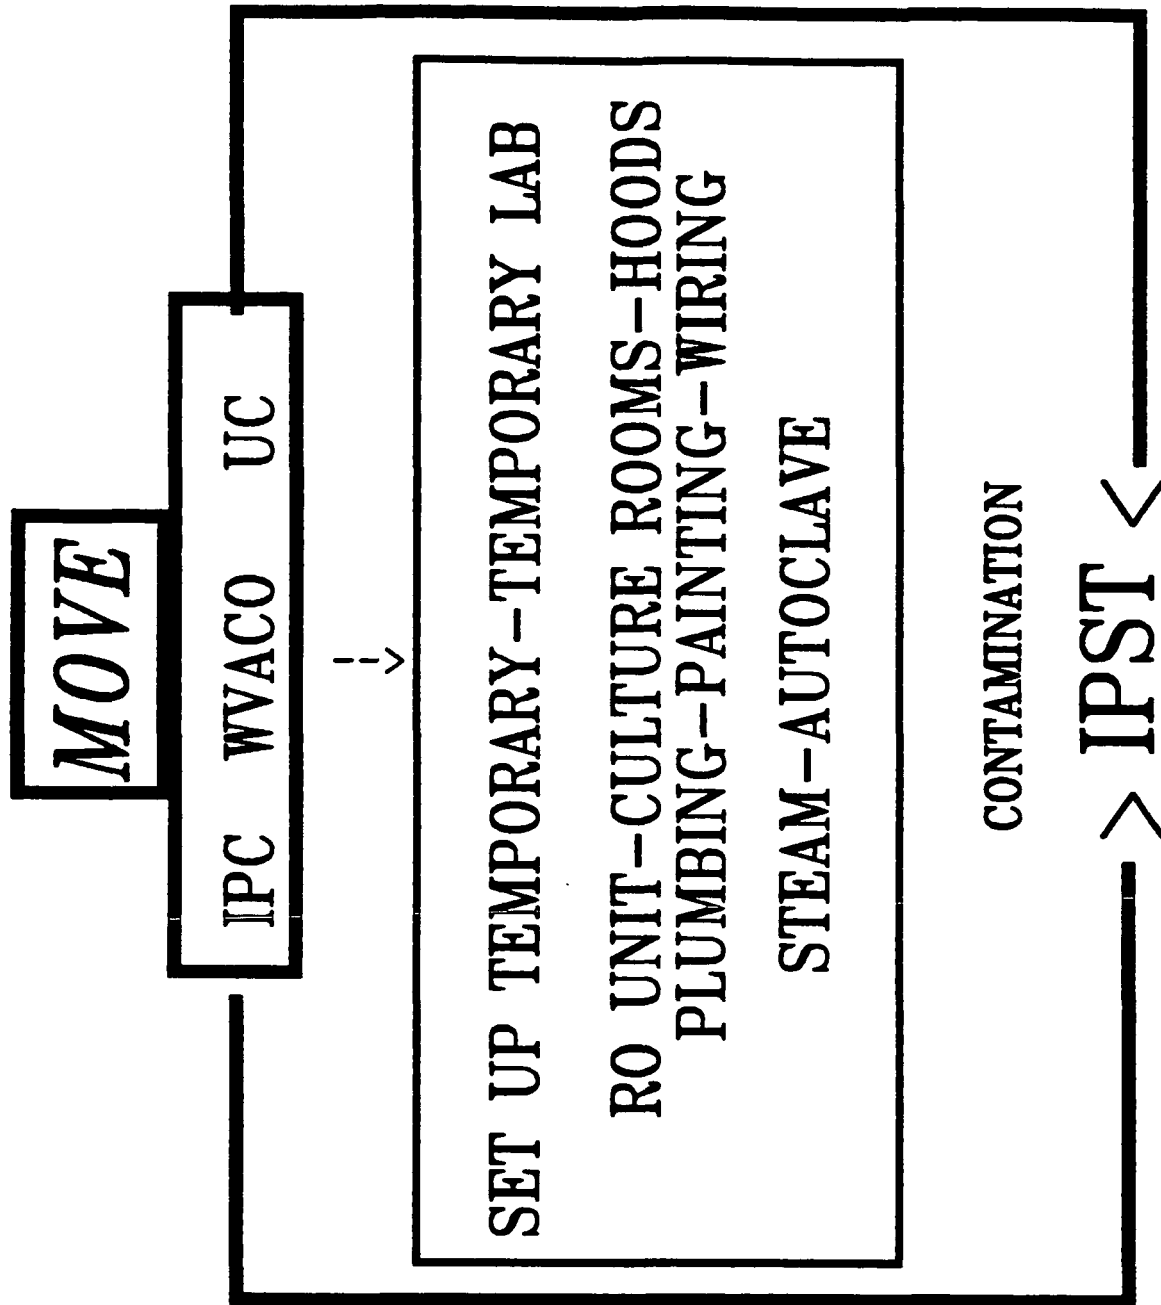 MOVE
IPC WVACO UC
-->
SET UP TEMPORARY-TEMPORARY LAB
RO UNIT-CULTURE ROOMS-HOODS
PLUMBING-PAINTING-WIRING
STEAM-AUTOCLAVE
CONTAMINATION
> IPST <